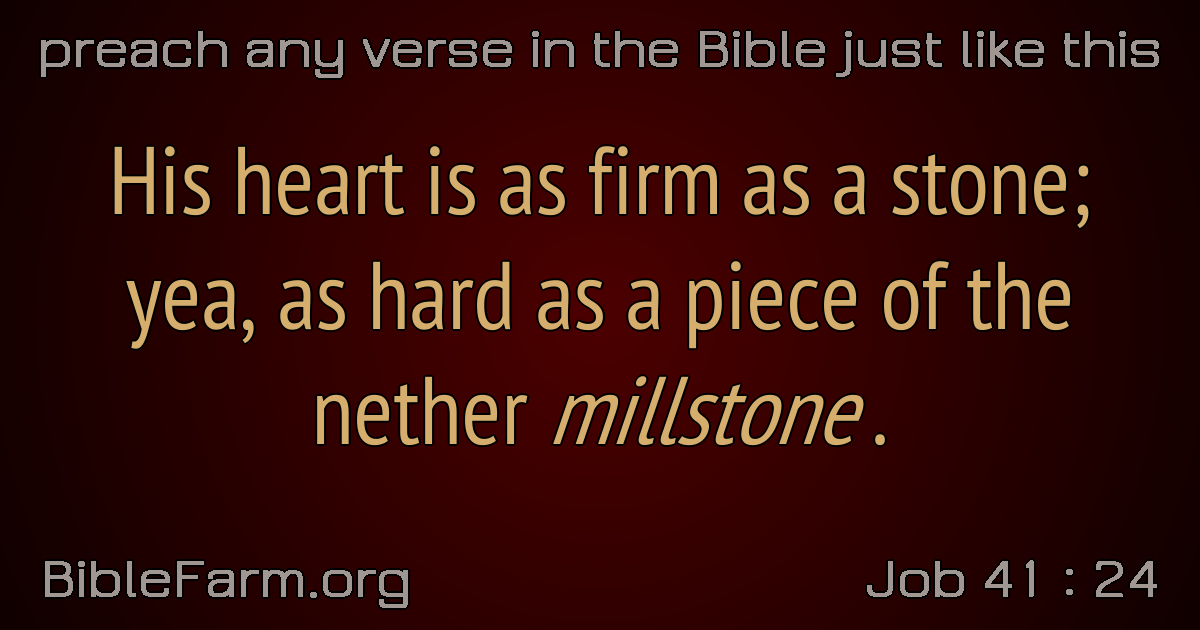 preach any verse in the Bible just like this
His heart is as firm as a stone;
yea, as hard as a piece of the
nether millstone .
BibleFarm.org
Job 41 : 24